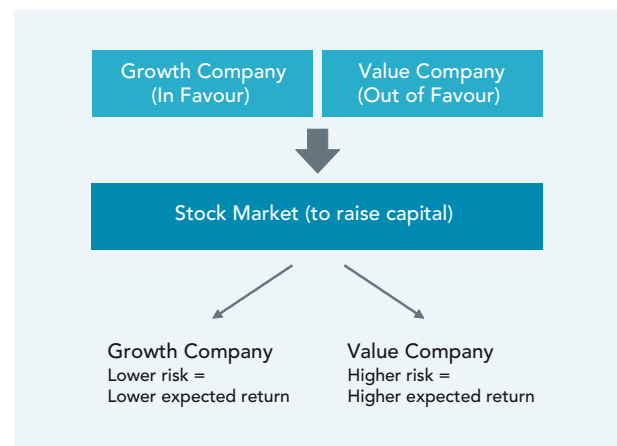 Growth Company
(In Favour)
Value Company
(Out of Favour)
Stock Market (to raise capital)
Growth Company
Lower risk =
Lower expected return
Value Company
Higher risk =
Higher expected return